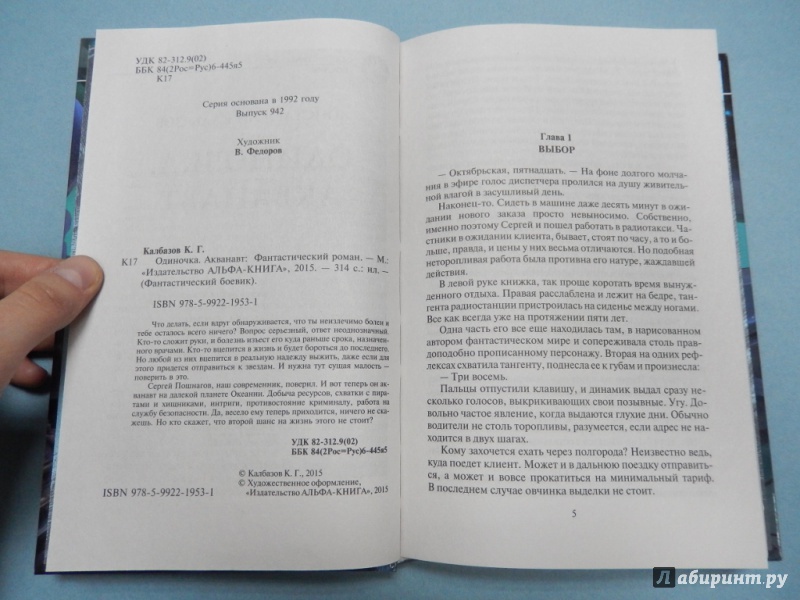 УДК 82-312.9(02)
ББК 84(2Рос=Рус)6-445я5
К17
Серия основана в 1992 году
Выпуск 942
Художник
В. Федоров
Калбазов К. Г.
К17 Одиночка. Акванавт: Фантастический роман. — М.:
«Издательство АЛЬФА-КНИГА», 2015. — 314 с.: ил. —
(Фантастический боевик).
ISBN 978-5-9922-1953-1
Что делать, если вдруг обнаруживается, что ты неизлечимо болен и
тебе осталось всего ничего? Вопрос серьезный, ответ неоднозначный.
Кто-то сложит руки, и болезнь изъест его куда раньше срока, назначен-
ного врачами. Кто-то вцепится в жизнь и будет бороться до последнего.
Но любой из них вцепится в реальную надежду выжить, даже если для
этого придется отправиться к звездам. И нужна тут сущая малость —
поверить в это.
Сергей Пошнагов, наш современник, поверил. И вот теперь он ак-
ванавт на далекой планете Океании. Добыча ресурсов, схватки с пира-
тами и хищниками, интриги, противостояние криминалу, работа на
службу безопасности. Да, весело ему теперь приходится, ничего не ска-
жешь. Но кто скажет, что второй шанс на жизнь этого не стоит?
УДК 82-312.9(02)
ББК 84(2Рос=Рус)6-445я5
© Калбазов К. Г., 2015
© Художественное оформление,
ISBN 978-5-9922-1953-1 «Издательство АЛЬФА-КНИГА», 2015
Глава 1
ВЫБОР
— Октябрьская, пятнадцать. — На фоне долгого молча-
ния в эфире голос диспетчера пролился на душу живитель-
ной влагой в засушливый день.
Наконец-то. Сидеть в машине даже десять минут в ожи-
дании нового заказа просто невыносимо. Собственно,
именно поэтому Сергей и пошел работать в радиотакси. Час-
тники в ожидании клиента, бывает, стоят по часу, а то и боль-
ше, правда, и цены у них весьма отличаются. Но подобная
неторопливая работа была противна его натуре, жаждавшей
действия.
В левой руке книжка, так проще коротать время вынуж-
денного отдыха. Правая расслаблена и лежит на бедре, тан-
гента радиостанции пристроилась на сиденье между ногами.
Все как всегда уже на протяжении пяти лет.
Одна часть его все еще находилась там, в нарисованном
автором фантастическом мире и сопереживала столь прав-
доподобно прописанному персонажу. Вторая на одних реф-
лексах схватила тангенту, поднесла ее к губам и произнесла:
— Три восемь.
Пальцы отпустили клавишу, и динамик выдал сразу не-
сколько голосов, выкрикивающих свои позывные. Угу. До-
вольно частое явление, когда выдаются глухие дни. Обычно
водители не столь торопливы, разумеется, если адрес не на-
ходится в двух шагах.
Кому захочется ехать через полгорода? Неизвестно ведь,
куда поедет клиент. Может и в дальнюю поездку отправить-
ся, а может и вовсе прокатиться на минимальный тариф.
В последнем случае овчинка выделки не стоит.
5
Лабиринт.ру